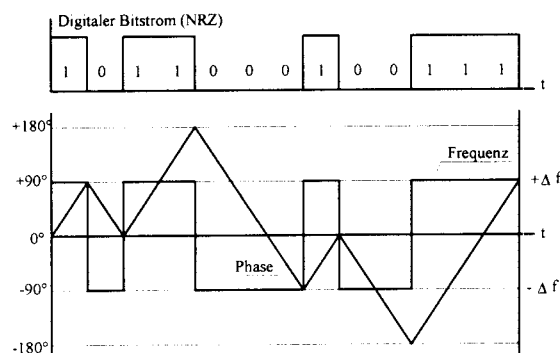 Digitaler Bitstrom (NRZ)
1 0 1 1 0 0 0 1 0 0 1 1 1
t
+180°
Frequenz
+90°
+Δ f
0°
t
Phase
-90°
-Δ f
-180°